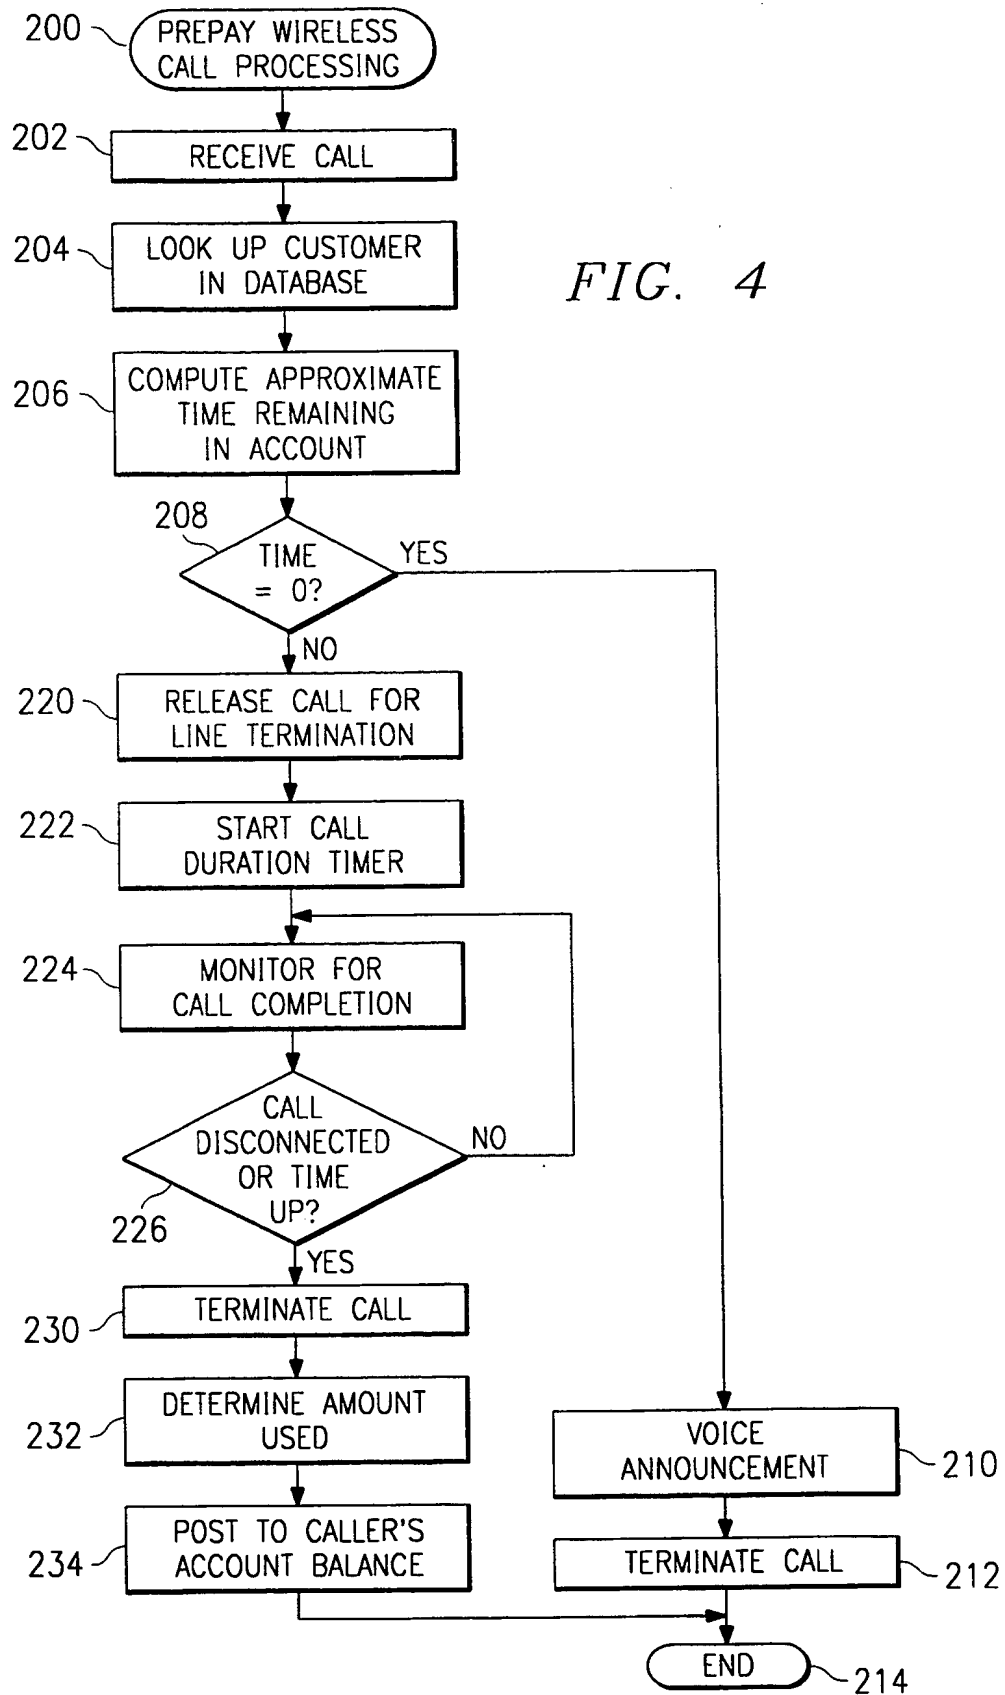 200
PREPAY WIRELESS
CALL PROCESSING
202
RECEIVE CALL
204
LOOK UP CUSTOMER
IN DATABASE
FIG. 4
206
COMPUTE APPROXIMATE
TIME REMAINING
IN ACCOUNT
208
TIME
= 0?
YES
NO
220
RELEASE CALL FOR
LINE TERMINATION
222
START CALL
DURATION TIMER
224
MONITOR FOR
CALL COMPLETION
CALL
DISCONNECTED
OR TIME
UP?
NO
226
YES
230
TERMINATE CALL
232
DETERMINE AMOUNT
USED
234
POST TO CALLER'S
ACCOUNT BALANCE
VOICE
ANNOUNCEMENT
210
TERMINATE CALL
212
END
214